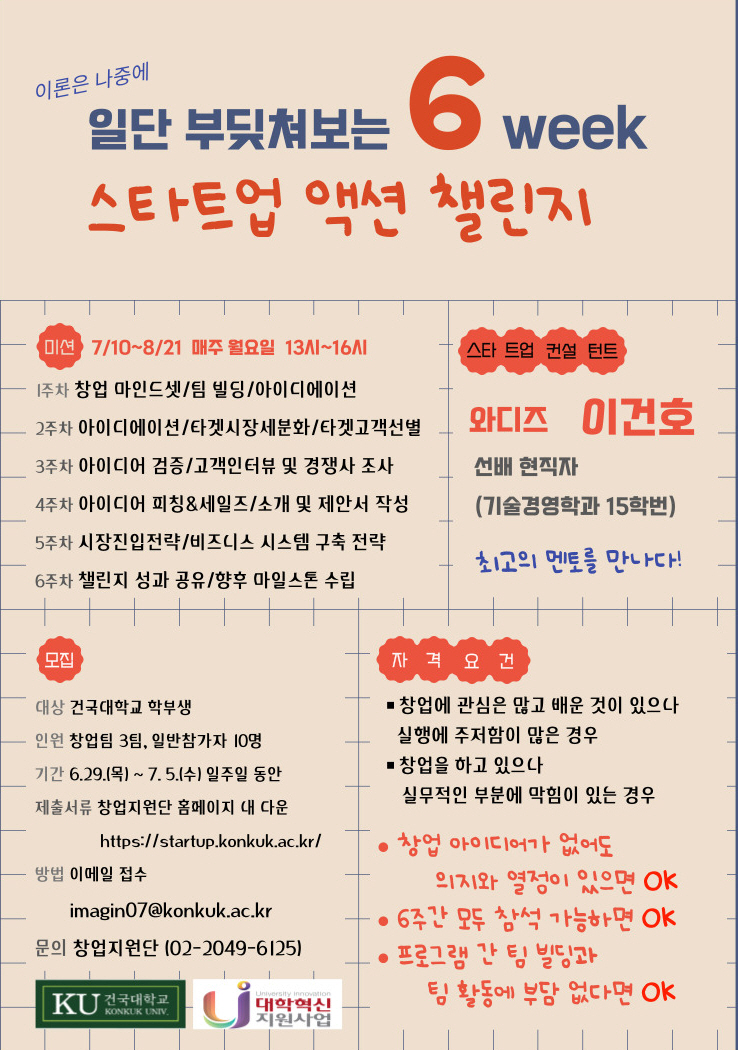 이론은 나중에
일단 부딪쳐보는 6 week
스타트업 액션 챌린지
미션 7/10~8/21 매주 월요일 13시~16시
1주차 창업 마인드셋/팀 빌딩/아이디에이션
2주차 아이디에이션/타겟시장세분화/타겟고객선별
3주차 아이디어 검증/고객인터뷰 및 경쟁사 조사
4주차 아이디어 피칭&세일즈/소개 및 제안서 작성
5주차 시장진입전략/비즈니스 시스템 구축 전략
6주차 챌린지 성과 공유/향후 마일스톤 수립
스타 트업 컨설 턴트
와디즈 이건호
선배 현직자
(기술경영학과 15학번)
최고의 멘토를 만나다!
모집
대상 건국대학교 학부생
인원 창업팀 3팀, 일반참가자 10명
기간 6.29.(목) ~ 7. 5.(수) 일주일 동안
제출서류 창업지원단 홈페이지 내 다운
https://startup.konkuk.ac.kr/
방법 이메일 접수
imagin07@konkuk.ac.kr
문의 창업지원단 (02-2049-6125)
자 격 요 건
▪ 창업에 관심은 많고 배운 것이 있으나
실행에 주저함이 많은 경우
▪ 창업을 하고 있으나
실무적인 부분에 막힘이 있는 경우
• 창업 아이디어가 없어도
의지와 열정이 있으면 OK
• 6주간 모두 참석 가능하면 OK
• 프로그램 간 팀 빌딩과
팀 활동에 부담 없다면 OK
KU 건국대학교
KONKUK UNIV.
University Innovation
대학혁신
지원사업